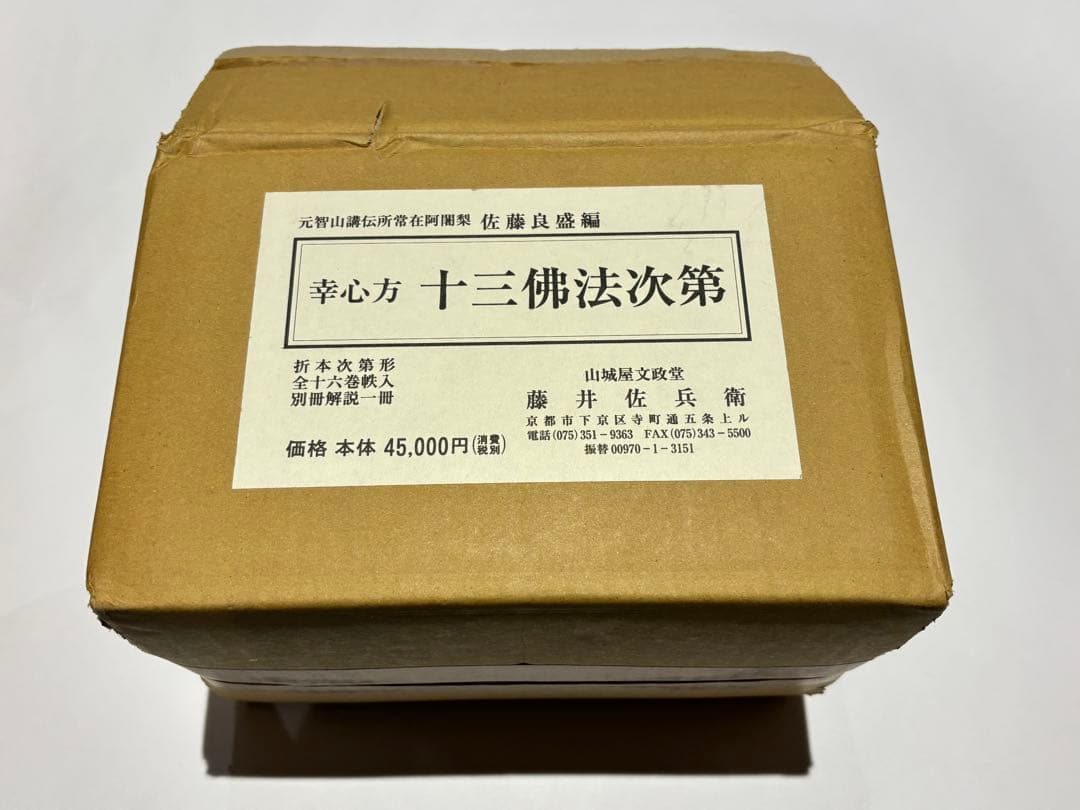 元智山講伝所常在阿闍梨 佐藤良盛編
幸心方 十三佛法次第
折本次第形
全十六巻帙入
別冊解説一冊
価格 本体 45,000円(消費税別)
山城屋文政堂
藤井佐兵衛
京都市下京区寺町通五条上ル
電話(075)351-9363 FAX(075)343-5500
振替00970-1-3151